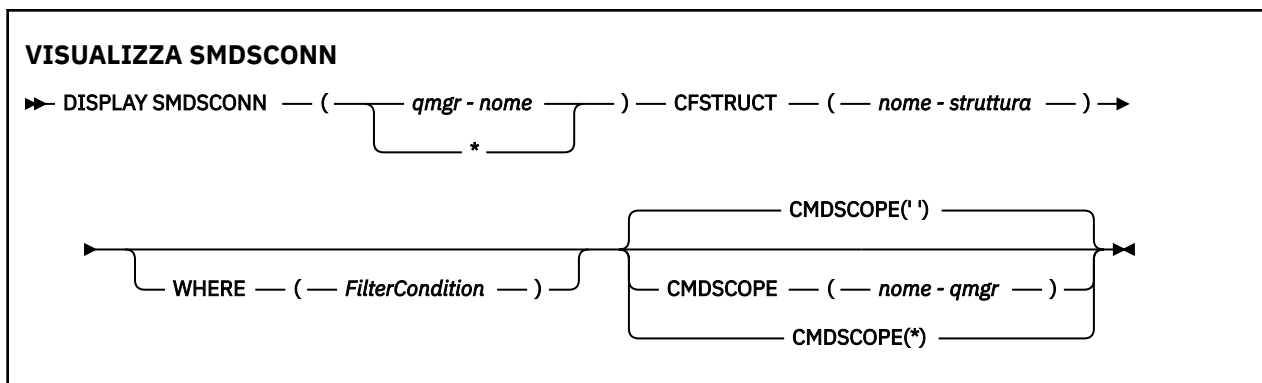 VISUALIZZA SMDSCONN
DISPLAY SMDSCONN ( qmgr - nome ) CFSTRUCT ( nome - struttura )
*
CMDSCOPE(' ')
WHERE ( FilterCondition ) CMDSCOPE ( nome - qmgr )
CMDSCOPE(*)